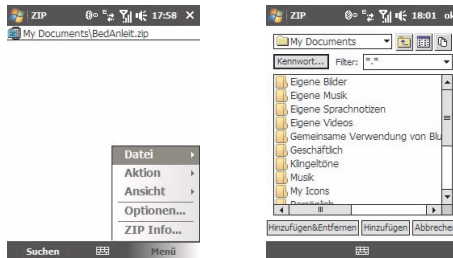 ZIP 17:58
My Documents\BedAnleit.zip
Datei
Aktion
Ansicht
Optionen...
ZIP Info...
Suchen Menü
ZIP 18:01 ok
My Documents
Kennwort... Filter: *.*
Eigene Bilder
Eigene Musik
Eigene Sprachnotizen
Eigene Videos
Gemeinsame Verwendung von Blu
Geschäftlich
Klingeltöne
Musik
My Icons
Persönlich
Hinzufügen&Entfernen Hinzufügen Abbreche